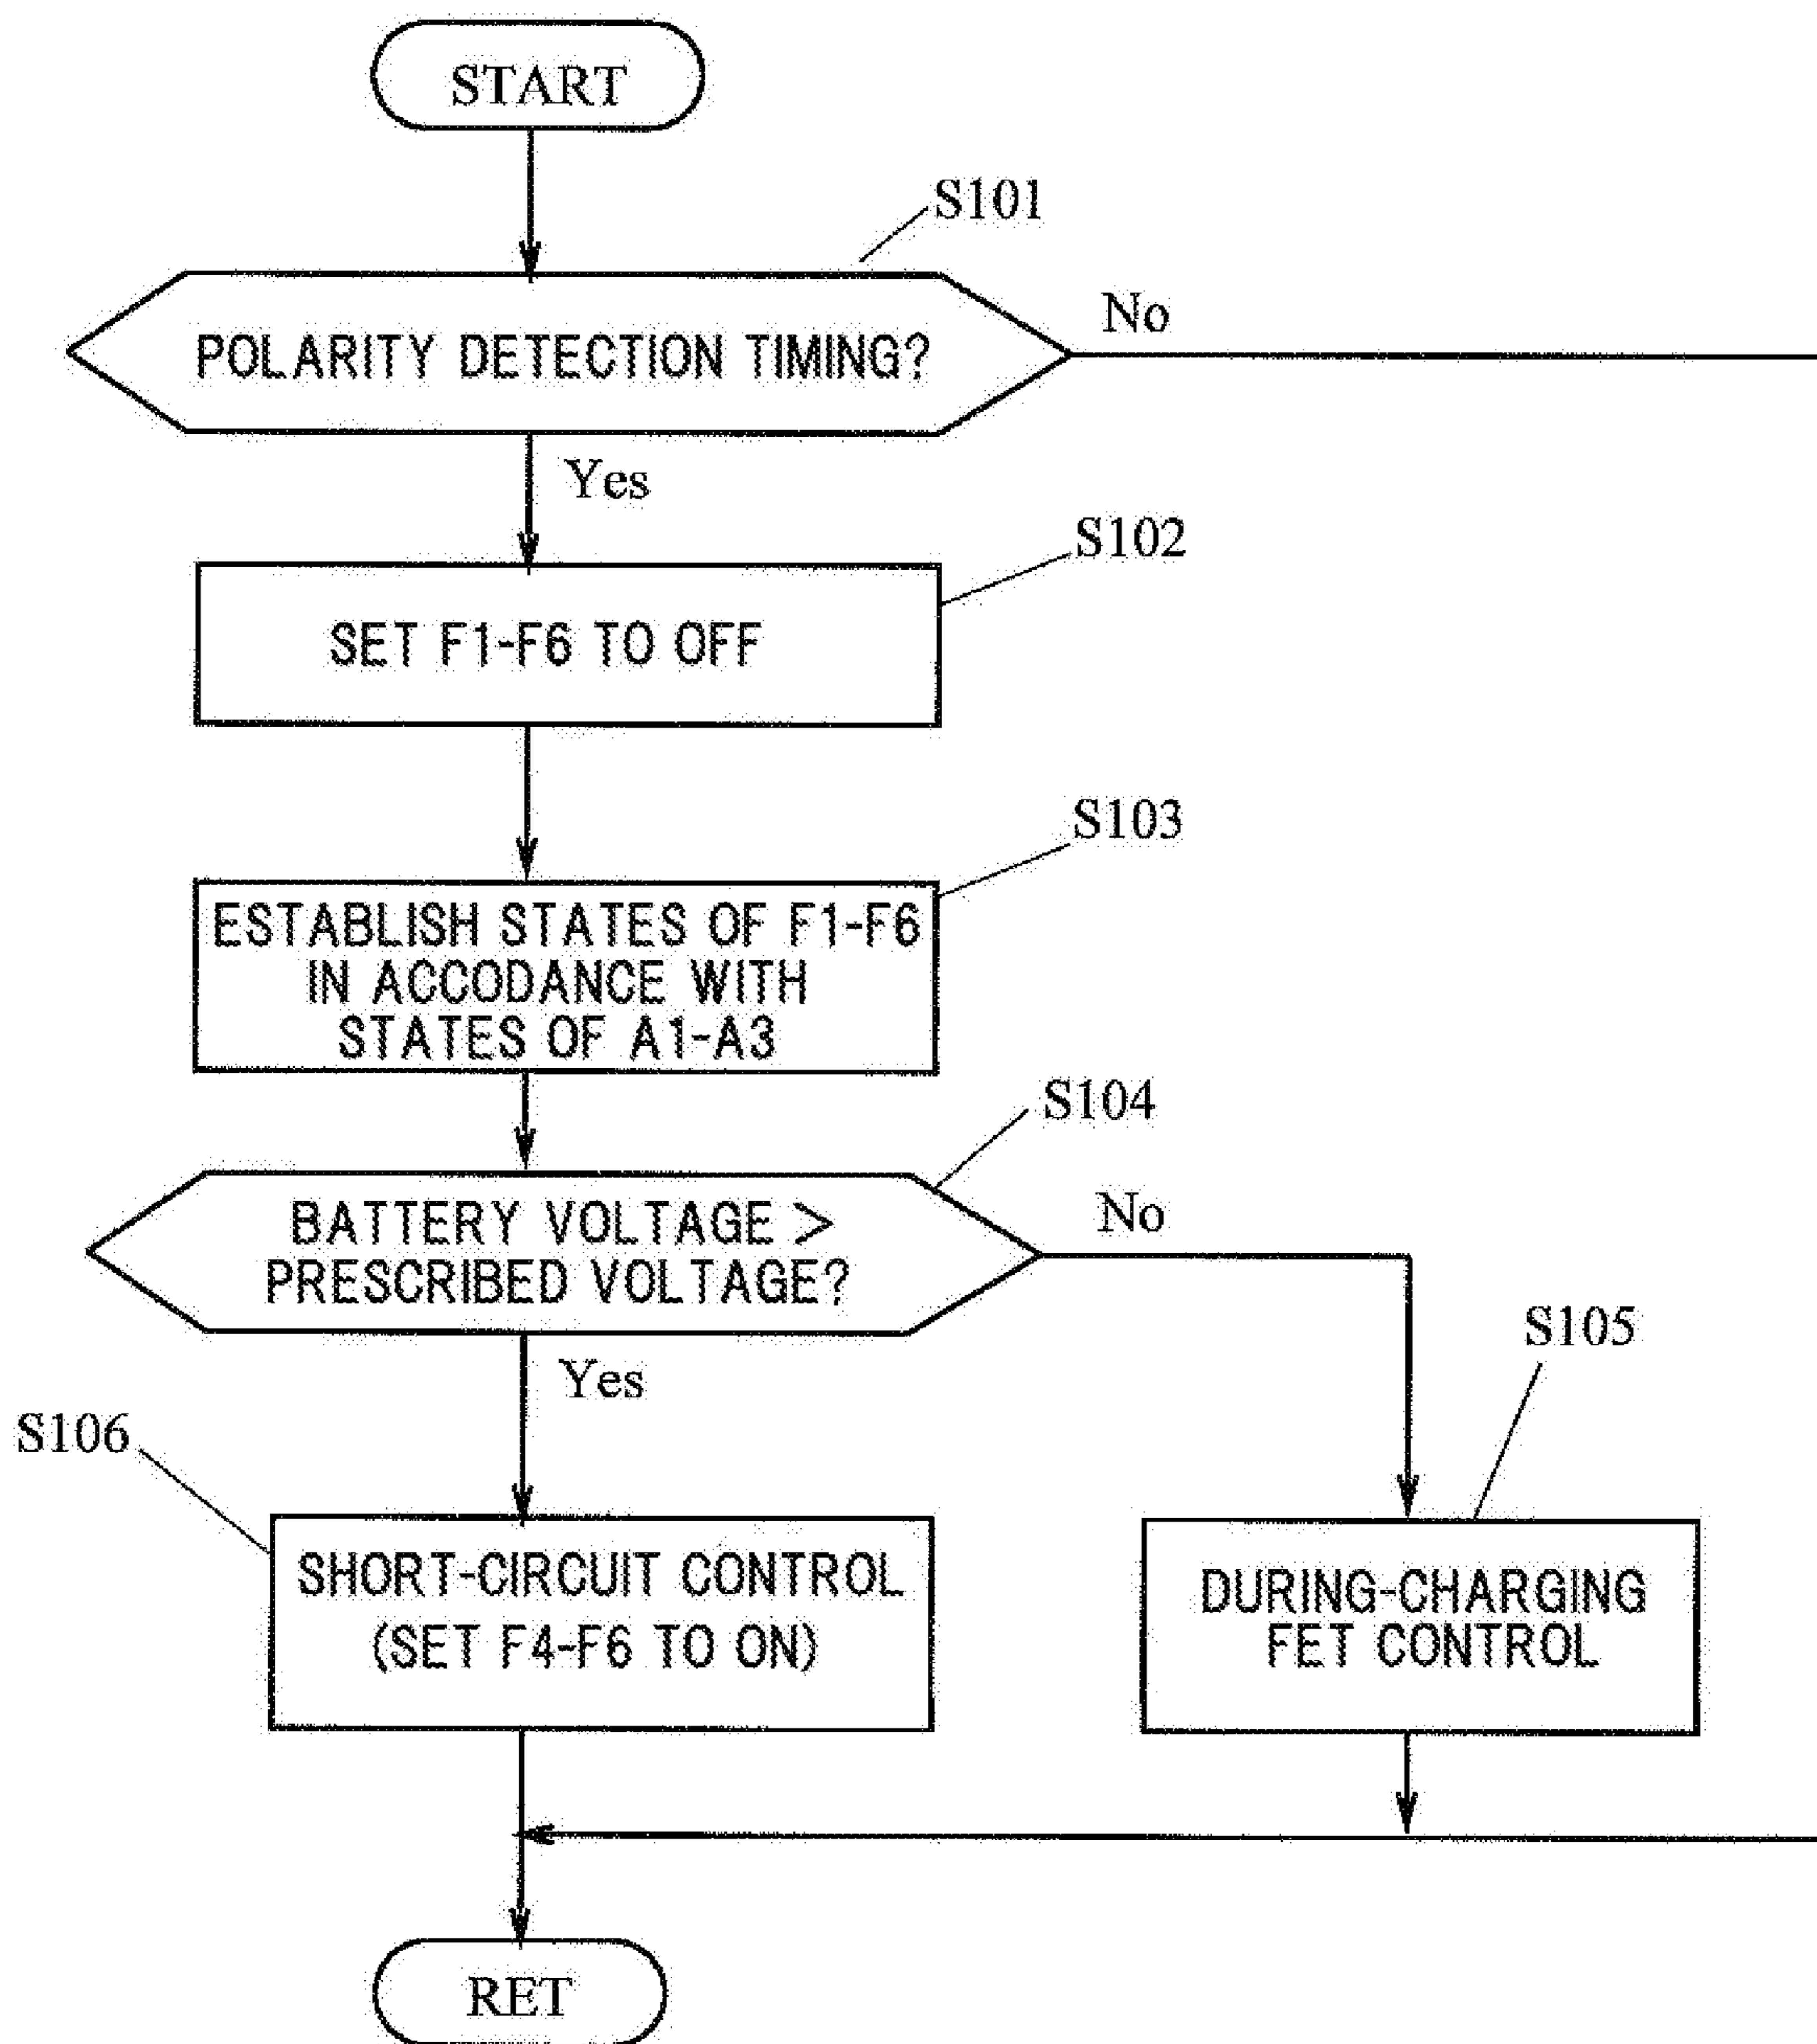 START
S101
POLARITY DETECTION TIMING?
No
Yes
S102
SET F1-F6 TO OFF
S103
ESTABLISH STATES OF F1-F6
IN ACCODANCE WITH
STATES OF A1-A3
S104
BATTERY VOLTAGE >
PRESCRIBED VOLTAGE?
No
Yes
S105
S106
SHORT-CIRCUIT CONTROL
(SET F4-F6 TO ON)
DURING-CHARGING
FET CONTROL
RET